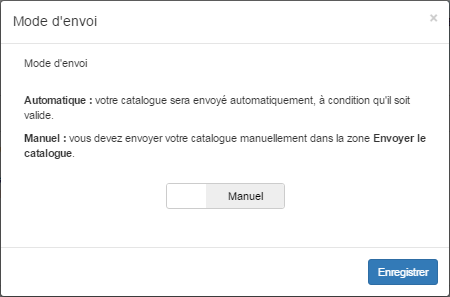 Mode d'envoi
×
Mode d'envoi
Automatique : votre catalogue sera envoyé automatiquement, à condition qu'il soit
valide.
Manuel : vous devez envoyer votre catalogue manuellement dans la zone Envoyer le
catalogue.
Manuel
Enregistrer